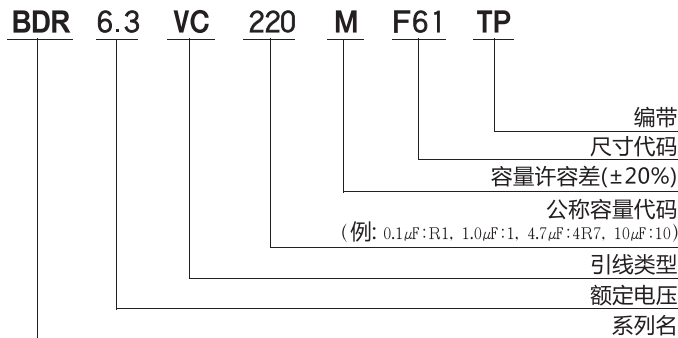 BDR 6.3 VC 220 M F61 TP
编带
尺寸代码
容量许容差(±20%)
公称容量代码
(例: 0.1μF:R1, 1.0μF:1, 4.7μF:4R7, 10μF:10)
引线类型
额定电压
系列名